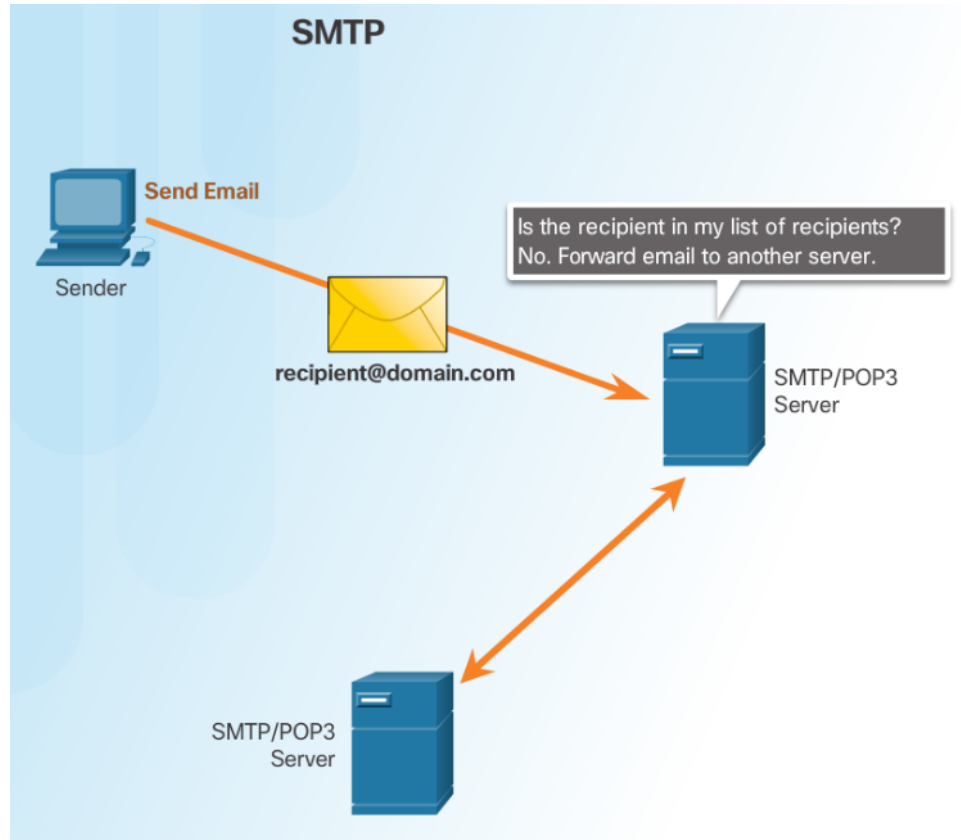 SMTP
Send Email
Sender
Is the recipient in my list of recipients?
No. Forward email to another server.
recipient@domain.com
SMTP/POP3
Server
SMTP/POP3
Server